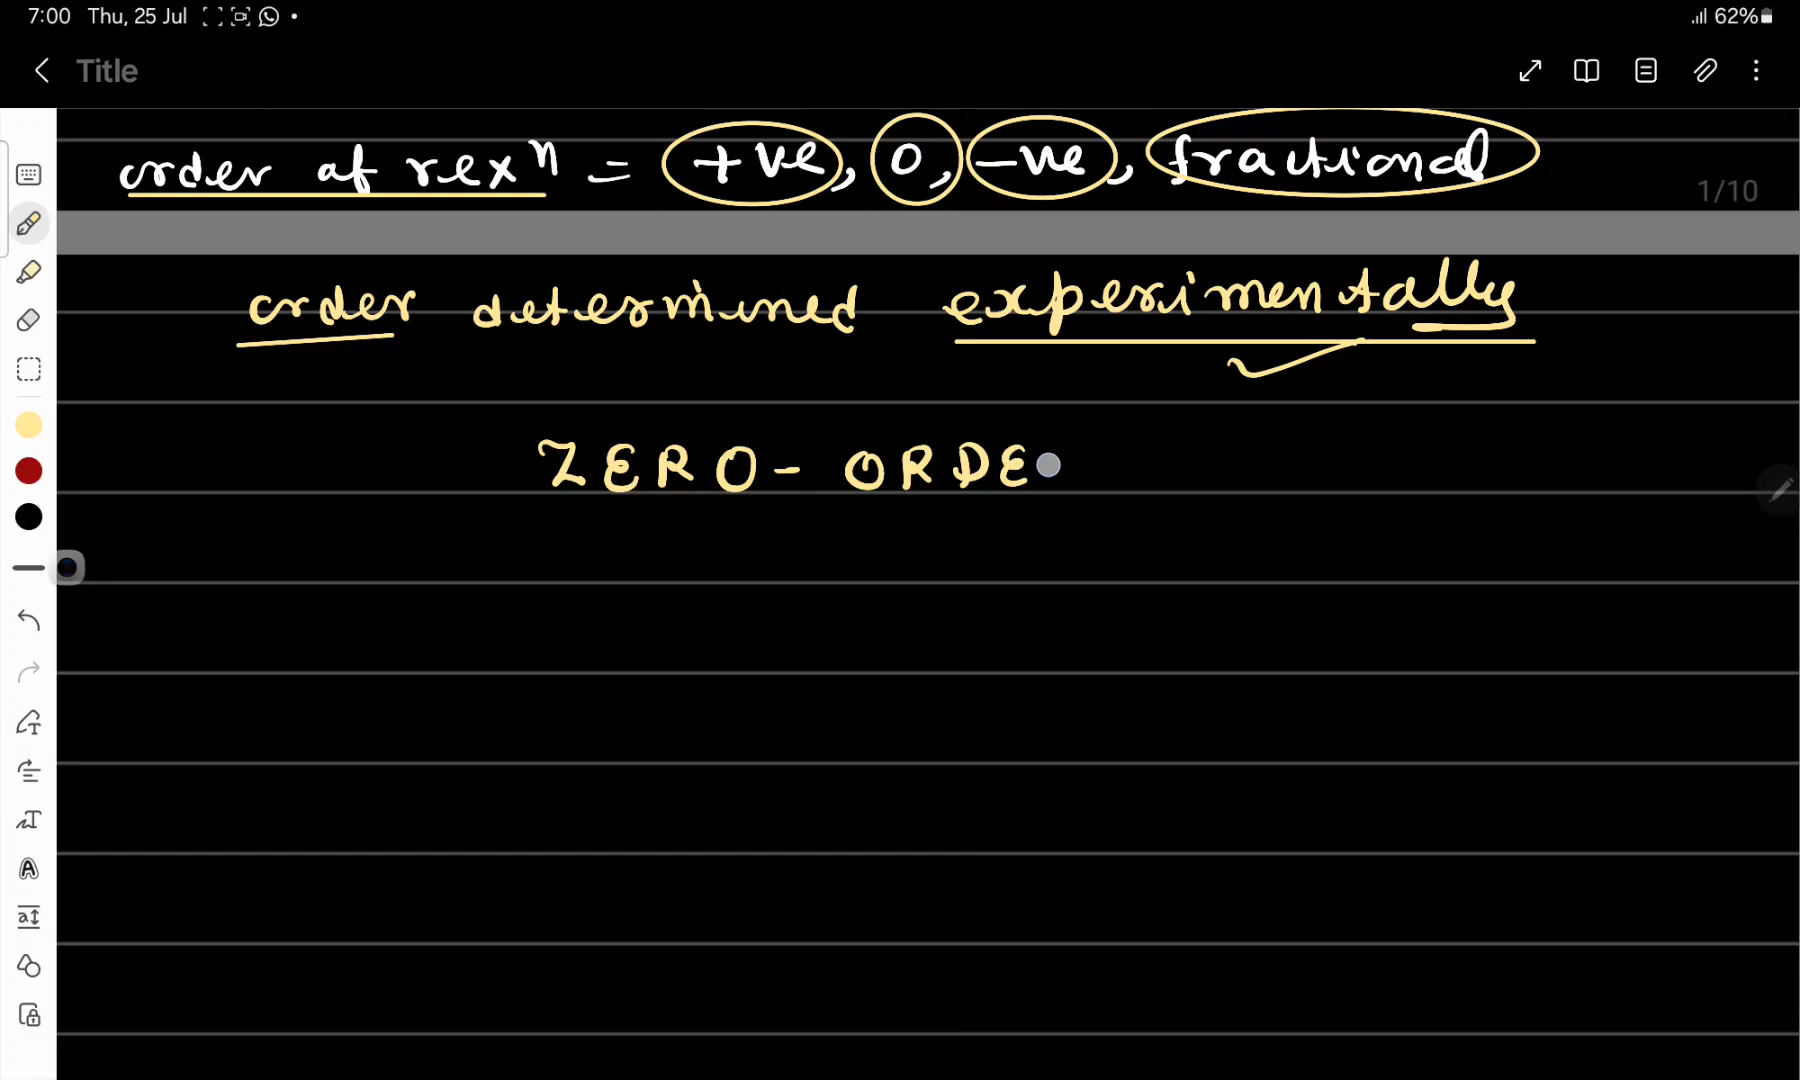 7:00 Thu, 25 Jul 62%
Title
order of rexⁿ = +ve, 0, -ve, fractional
1/10
order determined experimentally
ZERO- ORDE